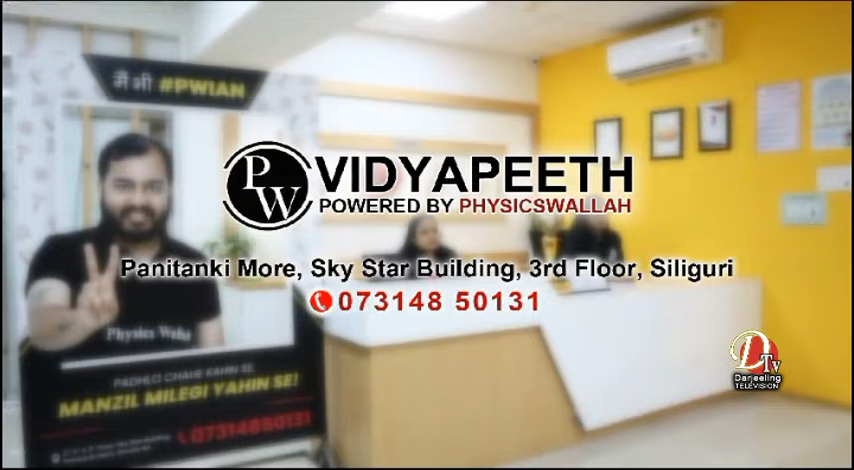 मैं भी #PWIAN
PW VIDYAPEETH
POWERED BY PHYSICSWALLAH
Panitanki More, Sky Star Building, 3rd Floor, Siliguri
073148 50131
Physics Walla
PADHLO CHAHE KAHIN SE,
MANZIL MILEGI YAHIN SE!
07314850131
DTv
Darjeeling
TELEVISION